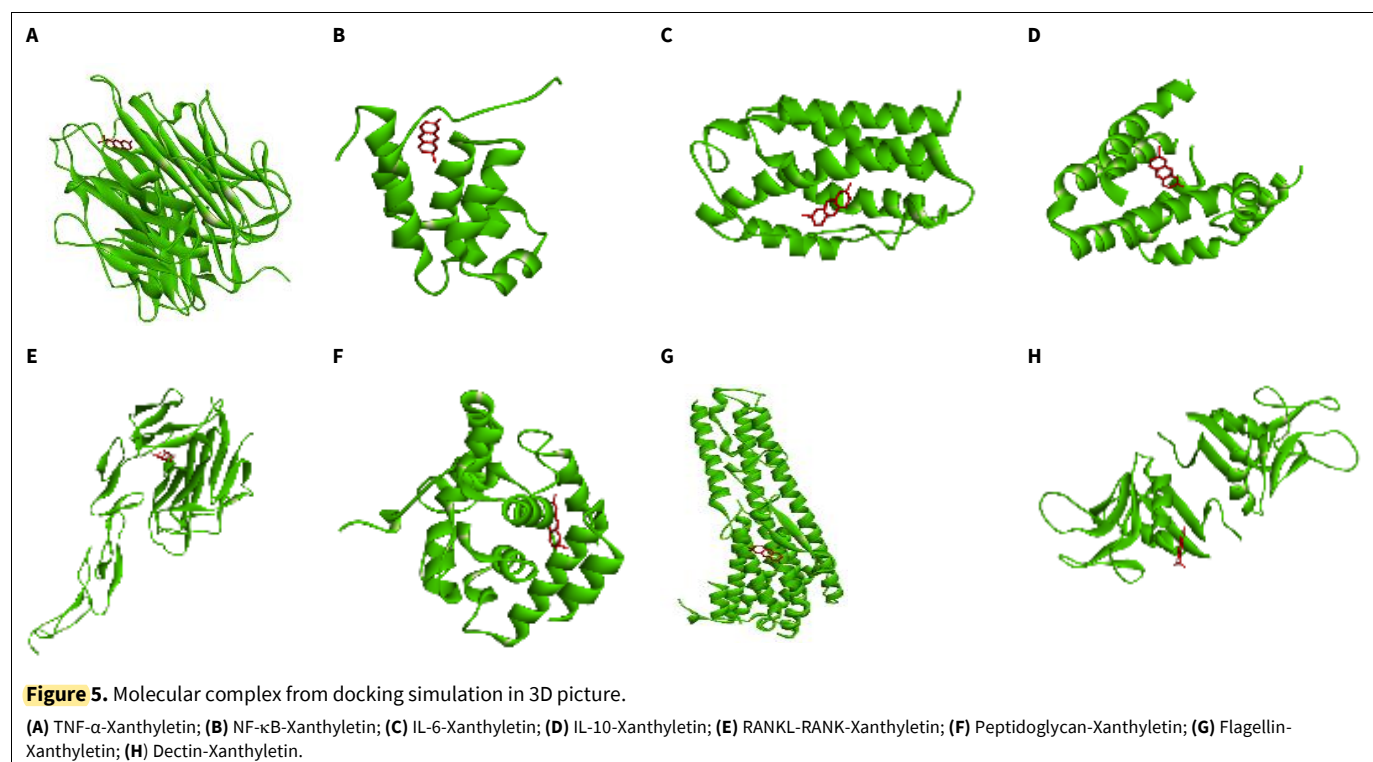 A B C D
E F G H
Figure 5. Molecular complex from docking simulation in 3D picture.
(A) TNF-α-Xanthyletin; (B) NF-κB-Xanthyletin; (C) IL-6-Xanthyletin; (D) IL-10-Xanthyletin; (E) RANKL-RANK-Xanthyletin; (F) Peptidoglycan-Xanthyletin; (G) Flagellin-
Xanthyletin; (H) Dectin-Xanthyletin.